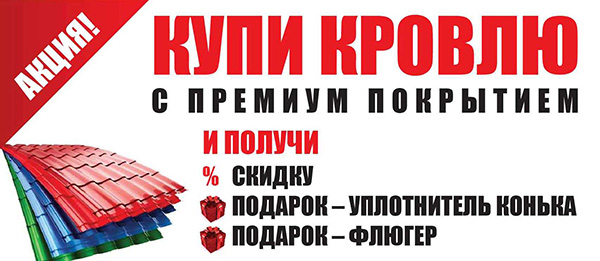 АКЦИЯ!
КУПИ КРОВЛЮ
С ПРЕМИУМ ПОКРЫТИЕМ
И ПОЛУЧИ
% СКИДКУ
ПОДАРОК – УПЛОТНИТЕЛЬ КОНЬКА
ПОДАРОК – ФЛЮГЕР